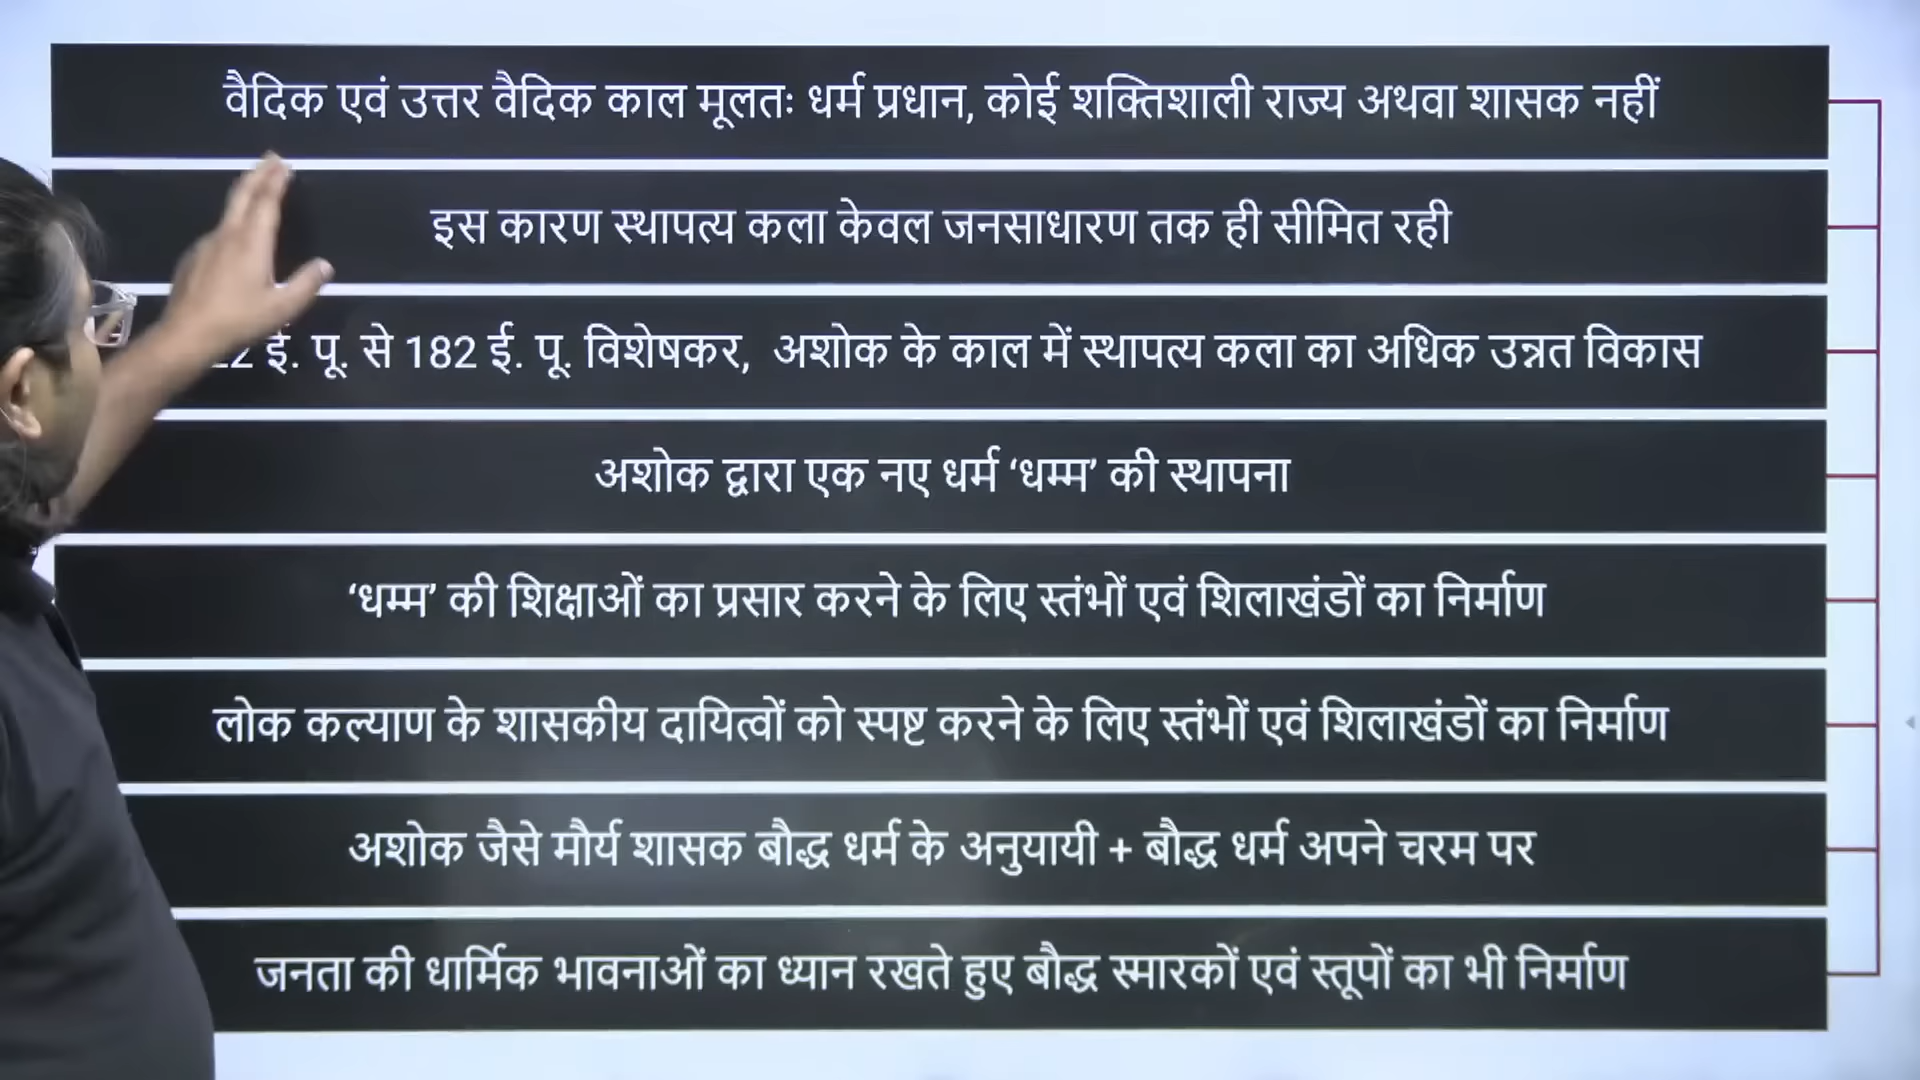 वैदिक एवं उत्तर वैदिक काल मूलतः धर्म प्रधान, कोई शक्तिशाली राज्य अथवा शासक नहीं
इस कारण स्थापत्य कला केवल जनसाधारण तक ही सीमित रही
ई. पू. से 182 ई. पू. विशेषकर, अशोक के काल में स्थापत्य कला का अधिक उन्नत विकास
अशोक द्वारा एक नए धर्म ‘धम्म’ की स्थापना
‘धम्म’ की शिक्षाओं का प्रसार करने के लिए स्तंभों एवं शिलाखंडों का निर्माण
लोक कल्याण के शासकीय दायित्वों को स्पष्ट करने के लिए स्तंभों एवं शिलाखंडों का निर्माण
अशोक जैसे मौर्य शासक बौद्ध धर्म के अनुयायी + बौद्ध धर्म अपने चरम पर
जनता की धार्मिक भावनाओं का ध्यान रखते हुए बौद्ध स्मारकों एवं स्तूपों का भी निर्माण